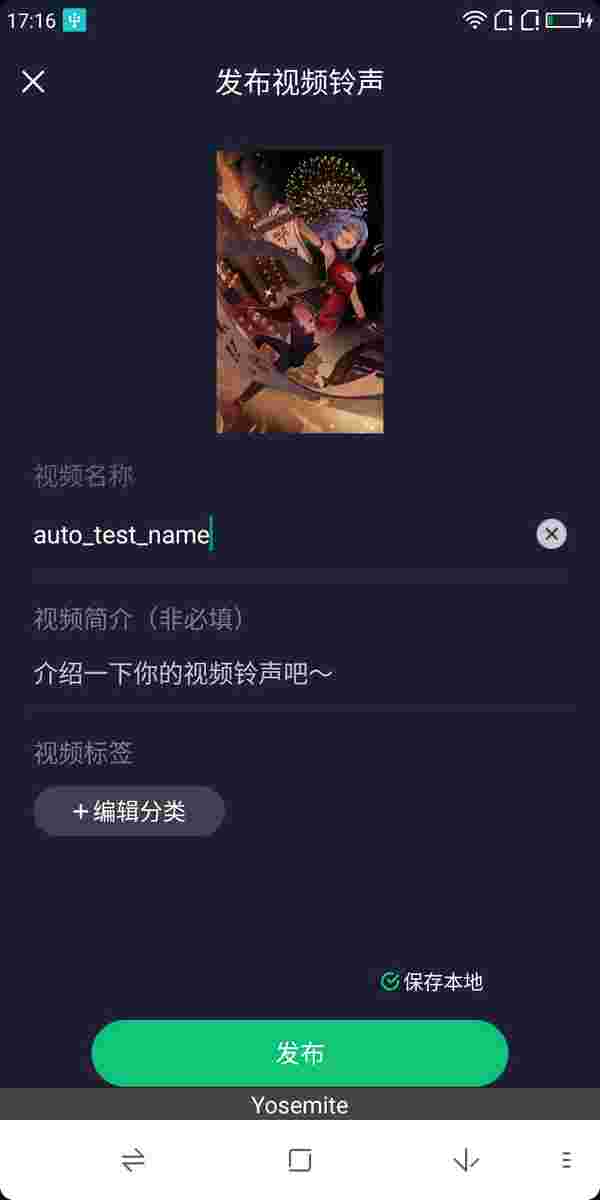 17:16
发布视频铃声
视频名称
auto_test_name
视频简介（非必填）
介绍一下你的视频铃声吧～
视频标签
+编辑分类
保存本地
发布
Yosemite